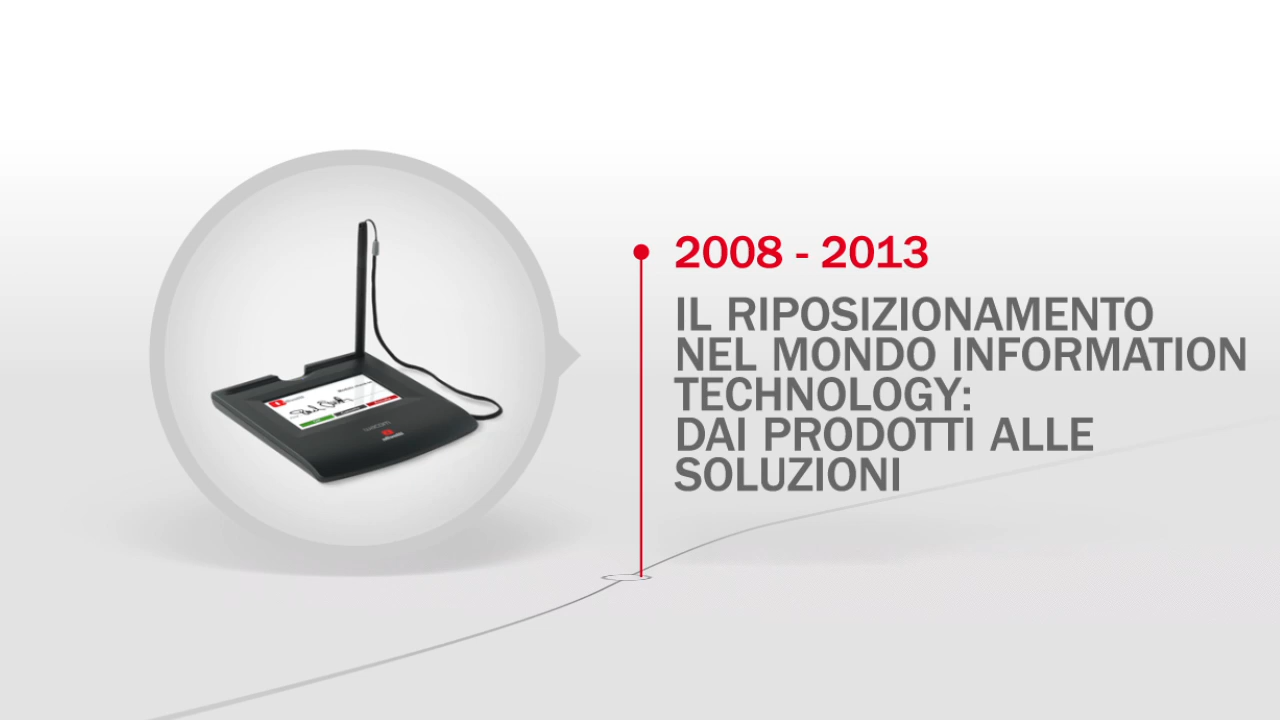 2008 - 2013
IL RIPOSIZIONAMENTO
NEL MONDO INFORMATION
TECHNOLOGY:
DAI PRODOTTI ALLE
SOLUZIONI